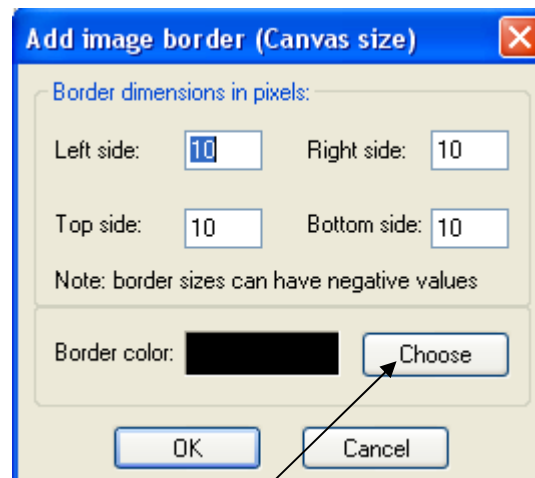 Add image border (Canvas size)
Border dimensions in pixels:
Left side: 10 Right side: 10
Top side: 10 Bottom side: 10
Note: border sizes can have negative values
Border color: Choose
OK Cancel